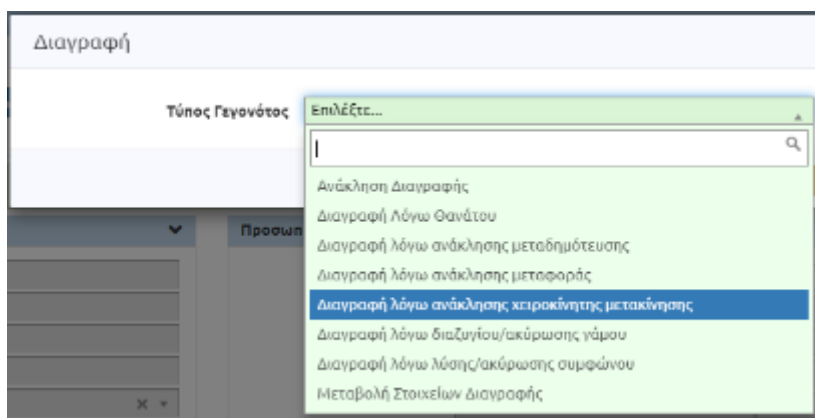 Διαγραφή
Τύπος Γεγονότος
Επιλέξτε...
Ανάκληση Διαγραφής
Διαγραφή Λόγω Θανάτου
Διαγραφή λόγω ανάκλησης μεταδημότευσης
Διαγραφή λόγω ανάκλησης μεταφοράς
Διαγραφή λόγω ανάκλησης χειροκίνητης μετακίνησης
Διαγραφή λόγω διαζυγίου/ακύρωσης γάμου
Διαγραφή λόγω λύσης/ακύρωσης συμφώνου
Μεταβολή Στοιχείων Διαγραφής
Προσωπ